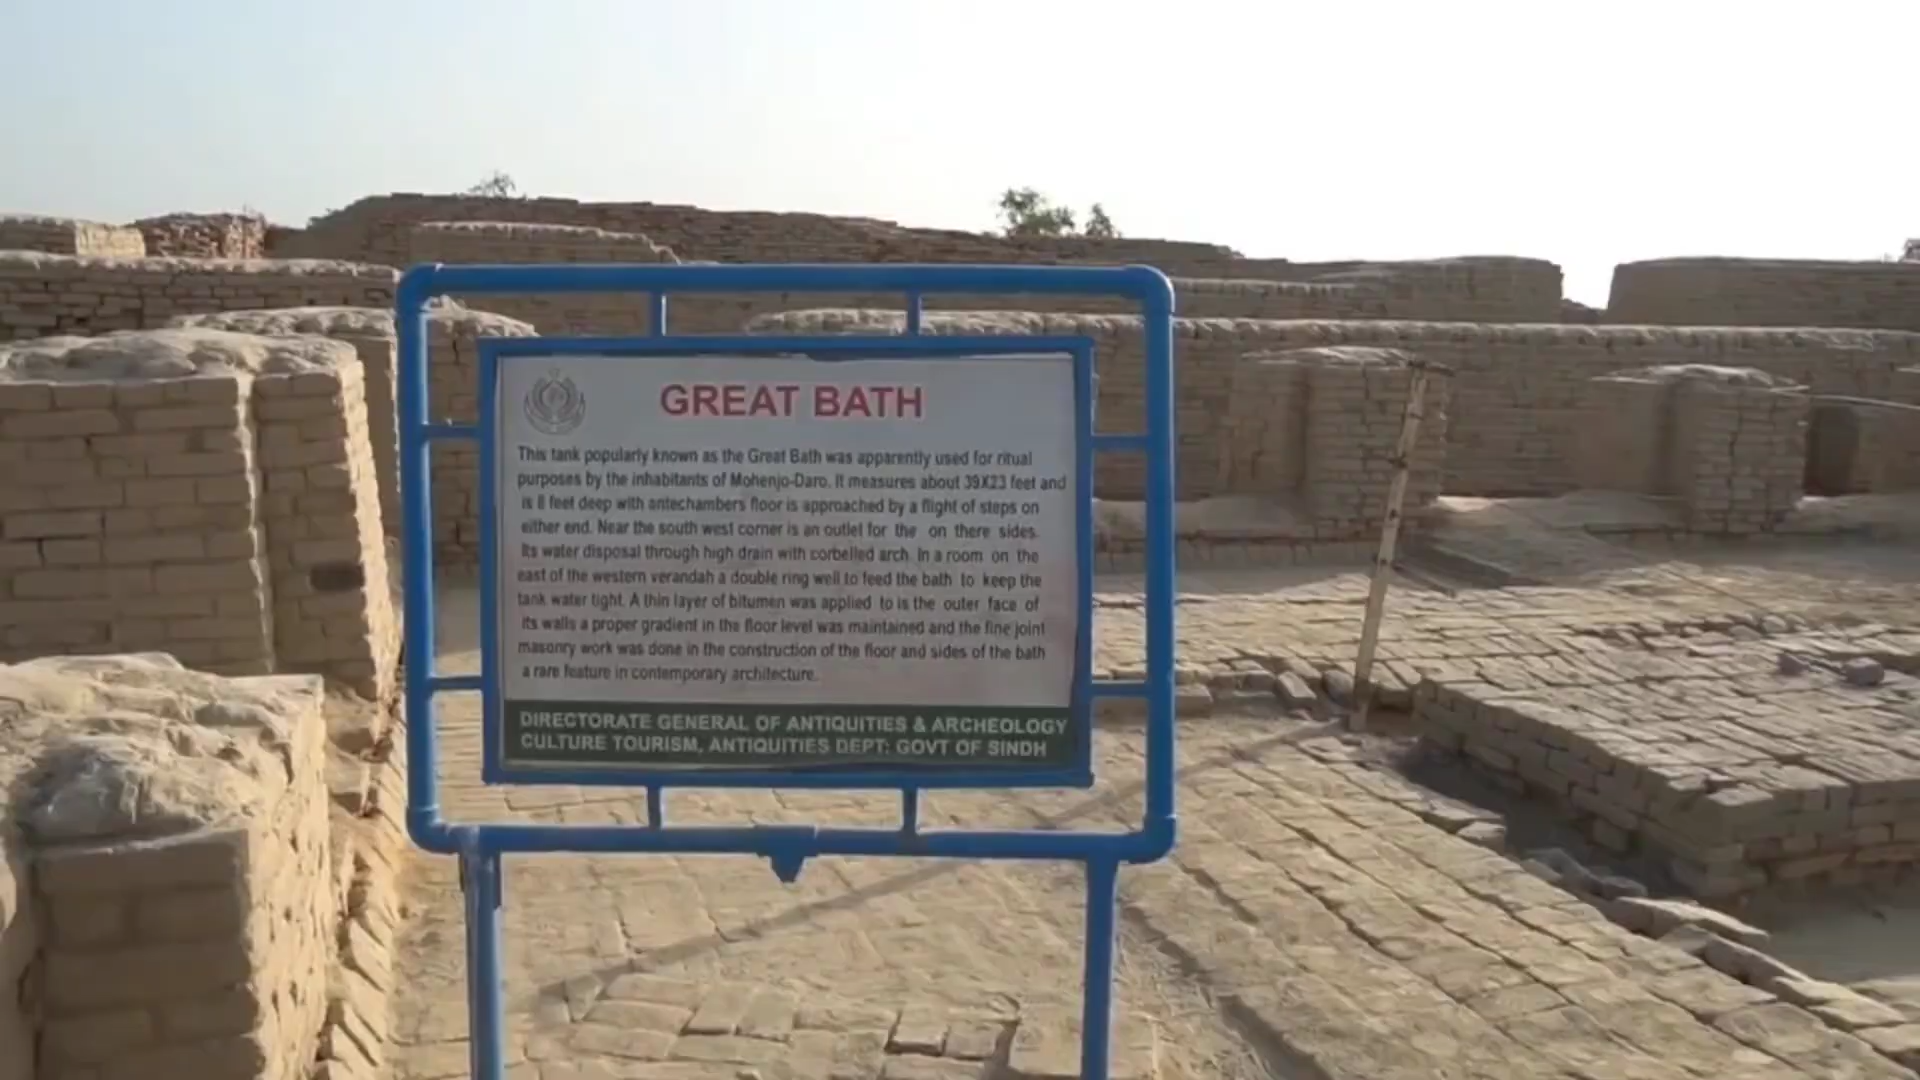 GREAT BATH
This tank popularly known as the Great Bath was apparently used for ritual
purposes by the inhabitants of Mohenjo-Daro. It measures about 39X23 feet and
is 8 feet deep with antechambers floor is approached by a flight of steps on
either end. Near the south west corner is an outlet for the on there sides.
Its water disposal through high drain with corbelled arch. In a room on the
east of the western verandah a double ring well to feed the bath to keep the
tank water tight. A thin layer of bitumen was applied to is the outer face of
its walls a proper gradient in the floor level was maintained and the fine joint
masonry work was done in the construction of the floor and sides of the bath
a rare feature in contemporary architecture.
DIRECTORATE GENERAL OF ANTIQUITIES & ARCHEOLOGY
CULTURE TOURISM, ANTIQUITIES DEPT: GOVT OF SINDH